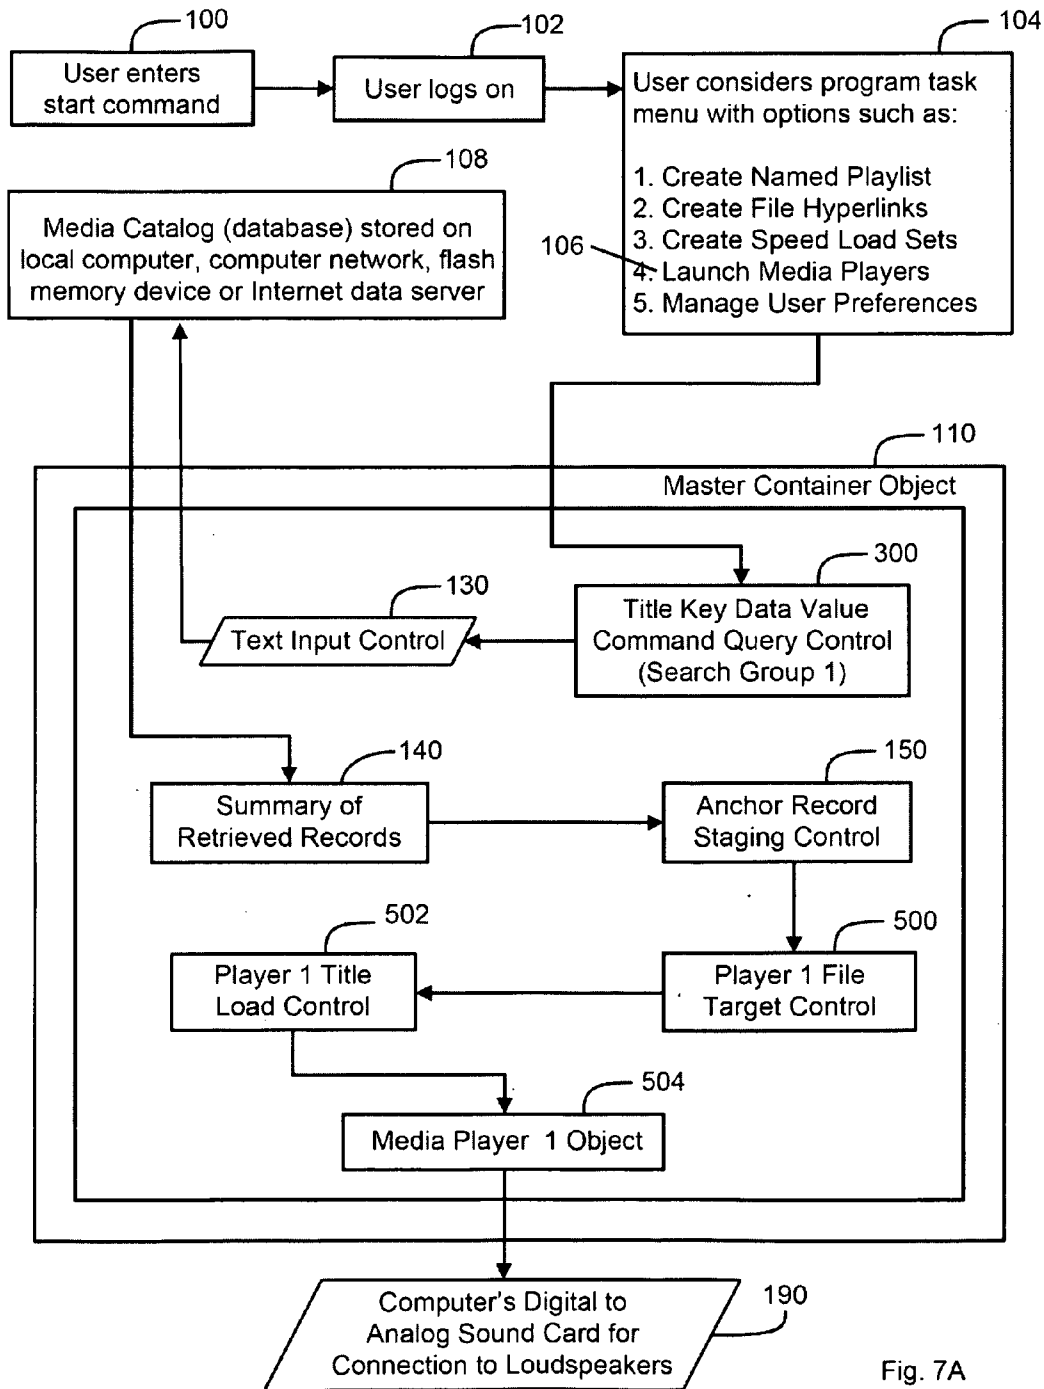 100
102
104
User enters
start command
User logs on
User considers program task
menu with options such as:
1. Create Named Playlist
2. Create File Hyperlinks
3. Create Speed Load Sets
106
4. Launch Media Players
5. Manage User Preferences
108
Media Catalog (database) stored on
local computer, computer network, flash
memory device or Internet data server
110
Master Container Object
300
Title Key Data Value
Command Query Control
(Search Group 1)
130
Text Input Control
140
Summary of
Retrieved Records
150
Anchor Record
Staging Control
502
Player 1 Title
Load Control
500
Player 1 File
Target Control
504
Media Player 1 Object
190
Computer's Digital to
Analog Sound Card for
Connection to Loudspeakers
Fig. 7A